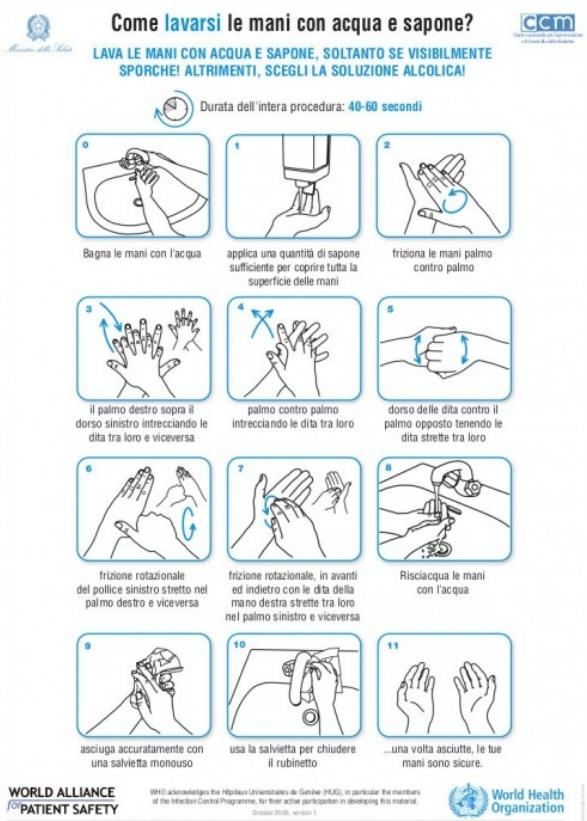 Come lavarsi le mani con acqua e sapone?
Ministero della Salute
ccm
LAVA LE MANI CON ACQUA E SAPONE, SOLTANTO SE VISIBILMENTE
SPORCHE! ALTRIMENTI, SCEGLI LA SOLUZIONE ALCOLICA!
Durata dell'intera procedura: 40-60 secondi
0
Bagna le mani con l'acqua
1
applica una quantità di sapone
sufficiente per coprire tutta la
superficie delle mani
2
friziona le mani palmo
contro palmo
3
il palmo destro sopra il
dorso sinistro intrecciando le
dita tra loro e viceversa
4
palmo contro palmo
intrecciando le dita tra loro
5
dorso delle dita contro il
palmo opposto tenendo le
dita strette tra loro
6
frizione rotazionale
del pollice sinistro stretto nel
palmo destro e viceversa
7
frizione rotazionale, in avanti
ed indietro con le dita della
mano destra strette tra loro
nel palmo sinistro e viceversa
8
Risciacqua le mani
con l'acqua
9
asciuga accuratamente con
una salvietta monouso
10
usa la salvietta per chiudere
il rubinetto
11
...una volta asciutte, le tue
mani sono sicure.
WORLD ALLIANCE
for PATIENT SAFETY
WHO acknowledges the Hôpitaux Universitaires de Genève (HUG), in particular the members
of the Infection Control Programme, for their active participation in developing this material.
October 2006, version 1.
World Health
Organization